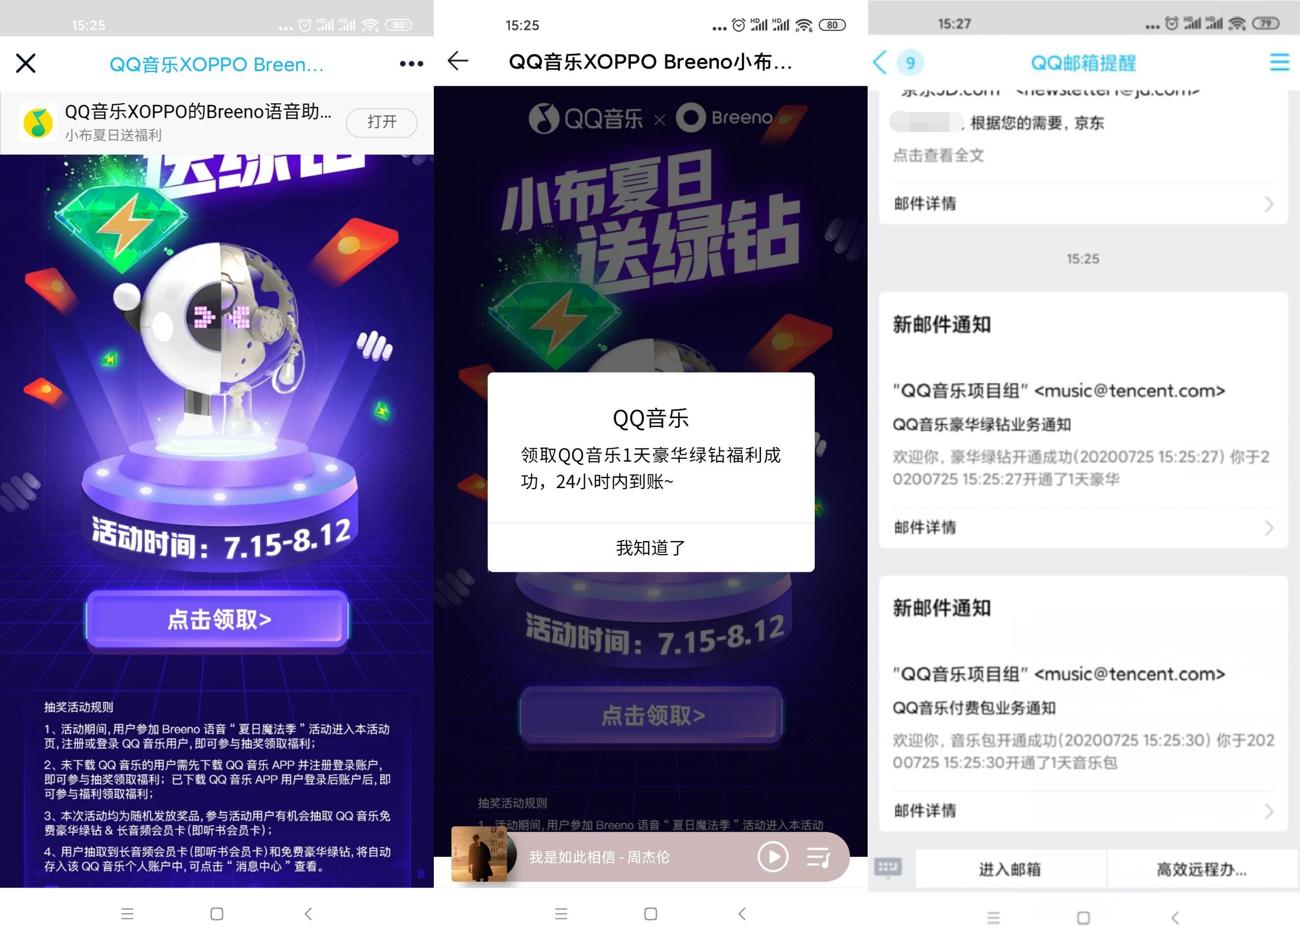 15:25
HD
HD
80
QQ音乐XOPPO Breen...
QQ音乐XOPPO的Breeno语音助...
小布夏日送福利
打开
送绿钻
活动时间：7.15-8.12
点击领取>
抽奖活动规则
1、活动期间,用户参加 Breeno 语音“夏日魔法季”活动进入本活动
页,注册或登录 QQ 音乐用户,即可参与抽奖领取福利；
2、未下载 QQ 音乐的用户需先下载 QQ 音乐 APP 并注册登录账户,
即可参与抽奖领取福利；已下载 QQ 音乐 APP 用户登录后账户后,即
可参与福利领取福利；
3、本次活动均为随机发放奖品,参与活动用户有机会抽取 QQ 音乐免
费豪华绿钻 & 长音频会员卡(即听书会员卡)；
4、用户抽取到长音频会员卡(即听书会员卡)和免费豪华绿钻,将自动
存入该 QQ 音乐个人账户中,可点击“消息中心”查看。
15:25
HD
HD
80
QQ音乐XOPPO Breeno小布...
QQ音乐 × Breeno
小布夏日
送绿钻
QQ音乐
领取QQ音乐1天豪华绿钻福利成
功，24小时内到账~
我知道了
活动时间：7.15-8.12
点击领取>
抽奖活动规则
1、活动期间,用户参加 Breeno 语音“夏日魔法季”活动进入本活动
我是如此相信 - 周杰伦
15:27
HD
HD
79
9
QQ邮箱提醒
京东JD.com" <newsletter1@jd.com>
, 根据您的需要, 京东
点击查看全文
邮件详情
15:25
新邮件通知
"QQ音乐项目组" <music@tencent.com>
QQ音乐豪华绿钻业务通知
欢迎你, 豪华绿钻开通成功(20200725 15:25:27) 你于2
0200725 15:25:27开通了1天豪华
邮件详情
新邮件通知
"QQ音乐项目组" <music@tencent.com>
QQ音乐付费包业务通知
欢迎你, 音乐包开通成功(20200725 15:25:30) 你于202
00725 15:25:30开通了1天音乐包
邮件详情
进入邮箱
高效远程办...